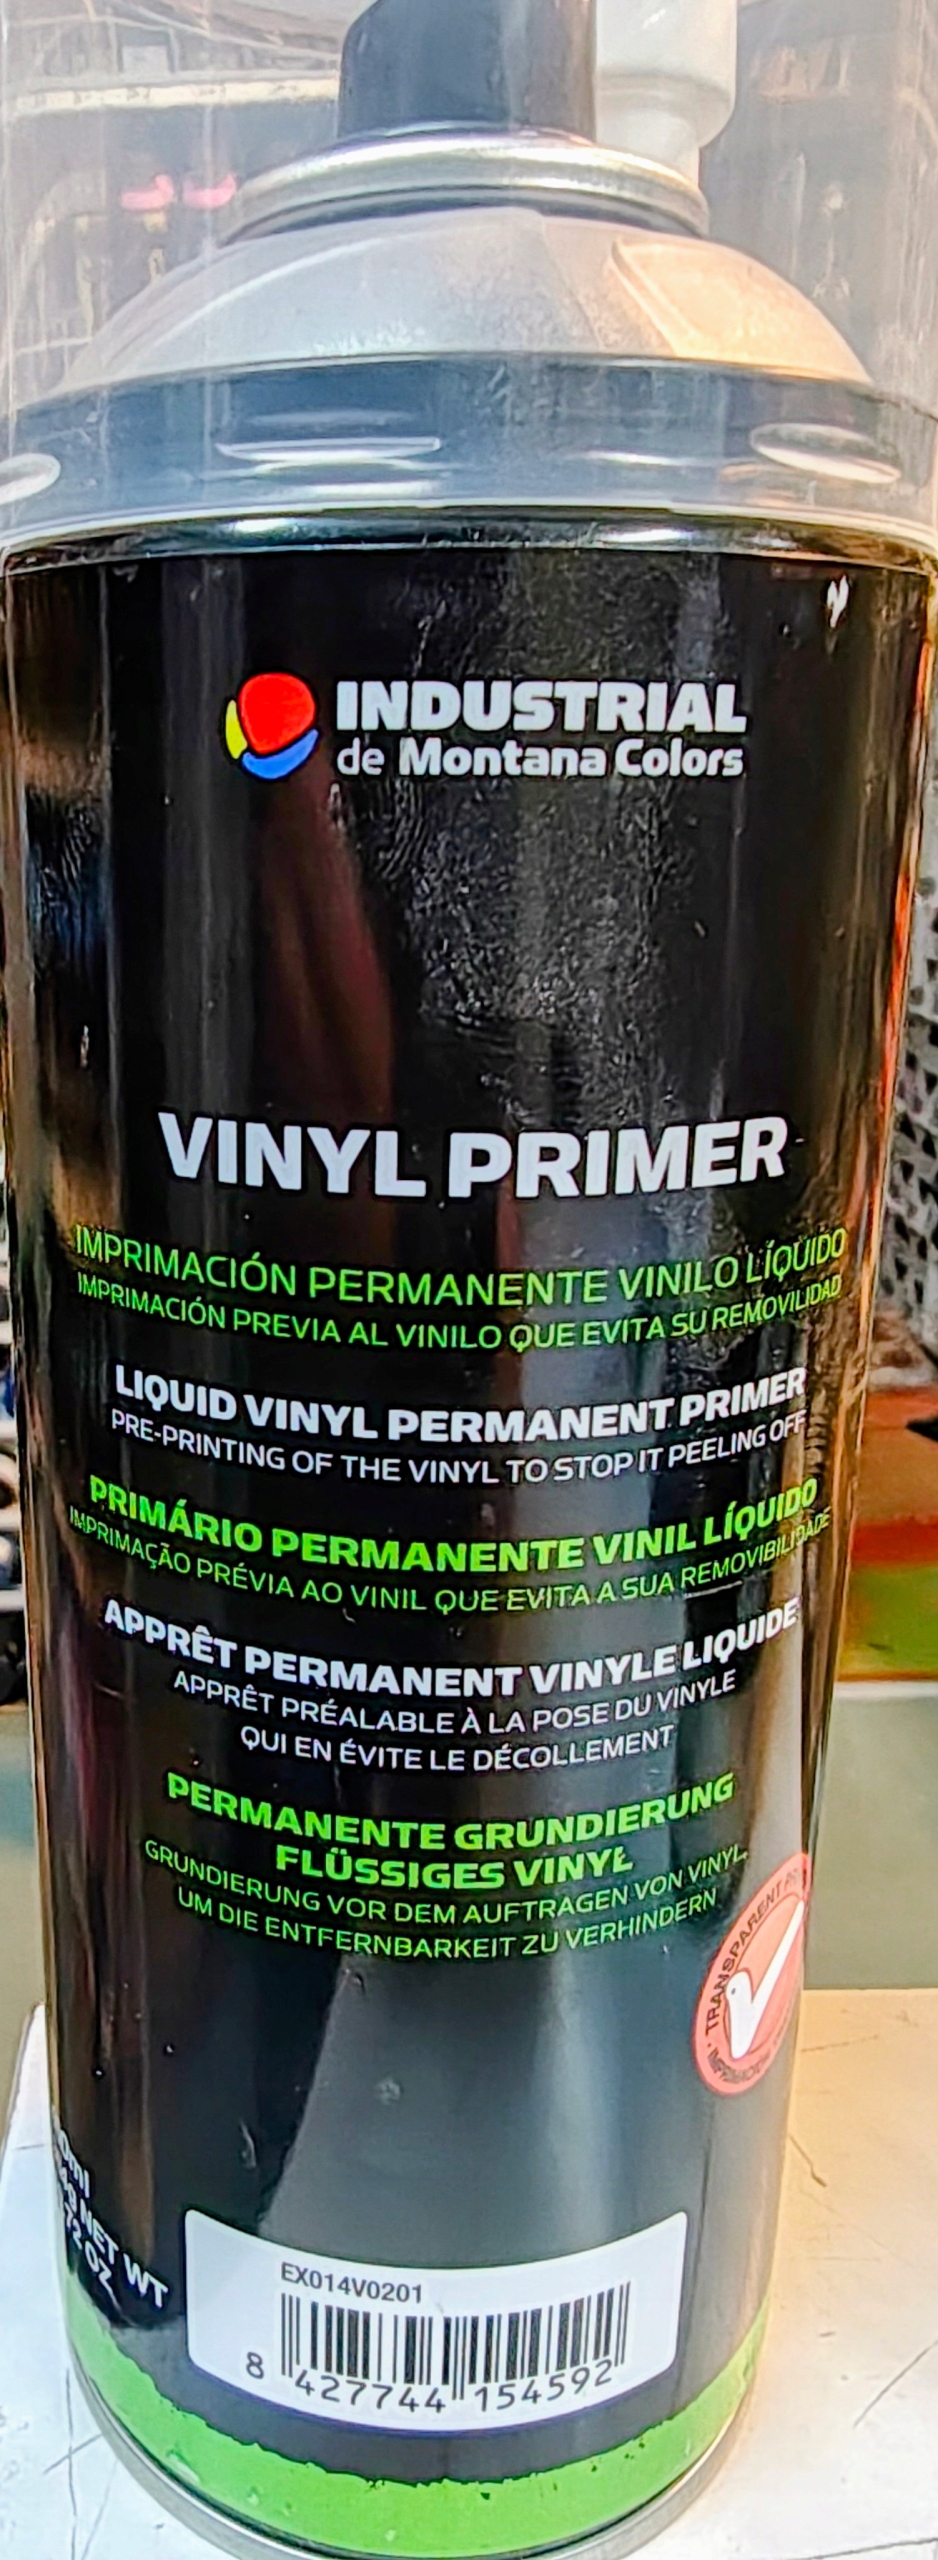 INDUSTRIAL
de Montana Colors
VINYL PRIMER
IMPRIMACIÓN PERMANENTE VINILO LÍQUIDO
IMPRIMACIÓN PREVIA AL VINILO QUE EVITA SU REMOVILIDAD
LIQUID VINYL PERMANENT PRIMER
PRE-PRINTING OF THE VINYL TO STOP IT PEELING OFF
PRIMÁRIO PERMANENTE VINIL LÍQUIDO
IMPRIMAÇÃO PRÉVIA AO VINIL QUE EVITA A SUA REMOVIBILIDADE
APPRÊT PERMANENT VINYLE LIQUIDE
APPRÊT PRÉALABLE À LA POSE DU VINYLE
QUI EN ÉVITE LE DÉCOLLEMENT
PERMANENTE GRUNDIERUNG
FLÜSSIGES VINYL
GRUNDIERUNG VOR DEM AUFTRAGEN VON VINYL,
UM DIE ENTFERNBARKEIT ZU VERHINDERN
TRANSPARENT
ml
NET WT
OZ
EX014V0201
8 427744 154592